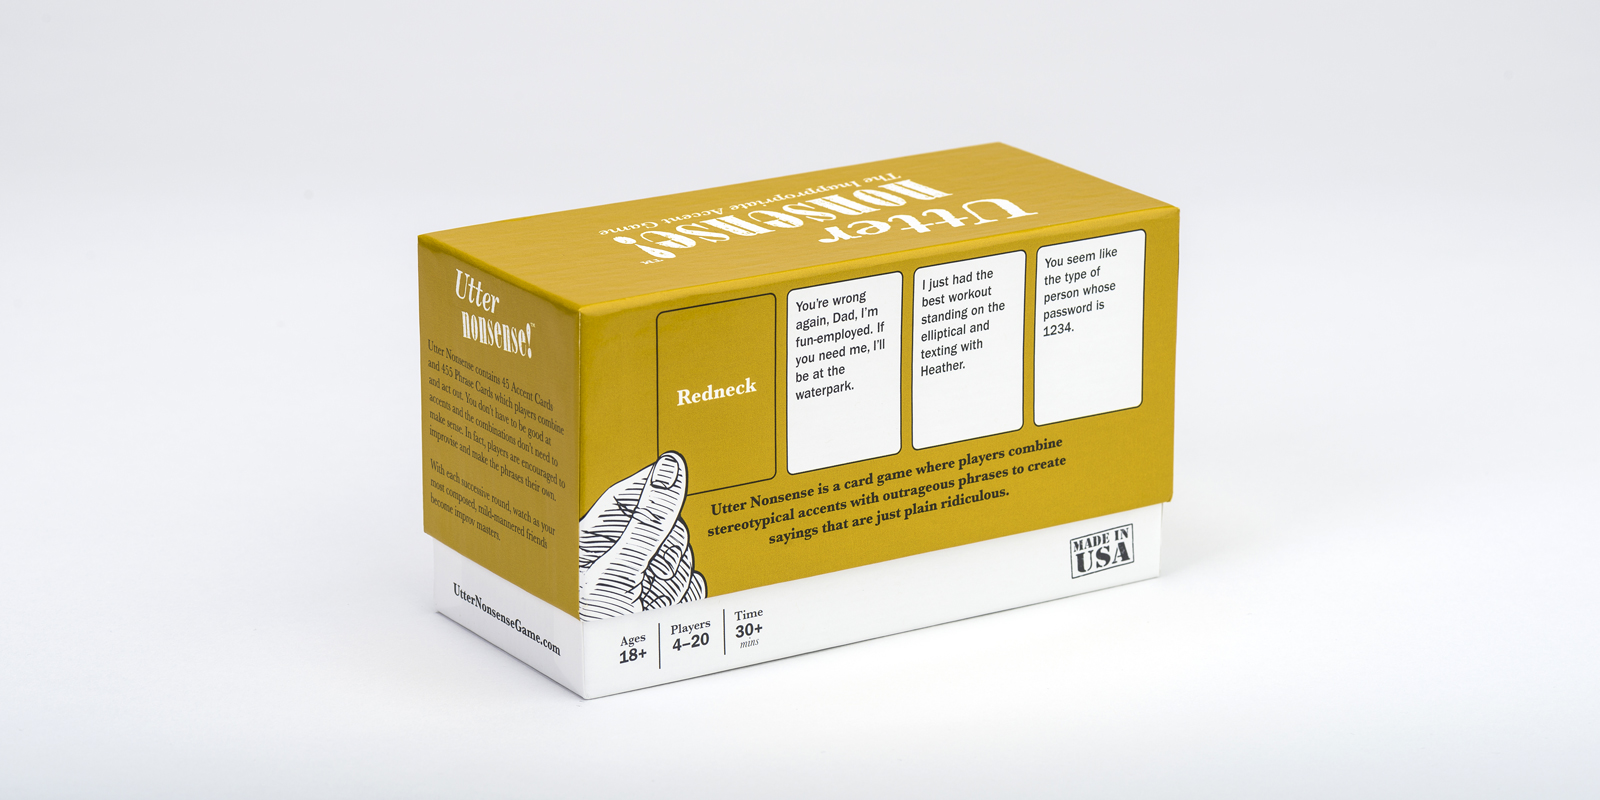 Utter
nonsense!™
The Inappropriate Accent Game
Utter
nonsense!™
Utter Nonsense contains 45 Accent Cards
and 455 Phrase Cards which players combine
and act out. You don't have to be good at
accents and the combinations don't need to
make sense. In fact, players are encouraged to
improvise and make the phrases their own.
With each successive round, watch as your
most composed, mild-mannered friends
become improv masters.
UtterNonsenseGame.com
Redneck
You're wrong
again, Dad, I'm
fun-employed. If
you need me, I'll
be at the
waterpark.
I just had the
best workout
standing on the
elliptical and
texting with
Heather.
You seem like
the type of
person whose
password is
1234.
Utter Nonsense is a card game where players combine
stereotypical accents with outrageous phrases to create
sayings that are just plain ridiculous.
Ages
18+
Players
4–20
Time
30+
mins
MADE IN
USA